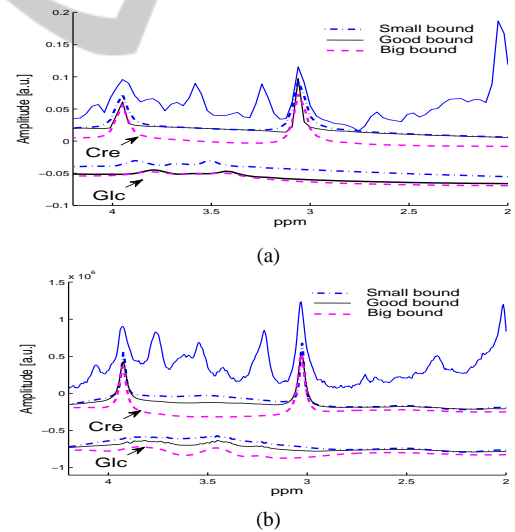 0.2
Small bound
Good bound
Big bound
0.15
0.1
0.05
0
−0.05
−0.1
Amplitude [a.u.]
Cre
Glc
4
3.5
3
2.5
2
ppm
(a)
x 10^6
1.5
Small bound
Good bound
Big bound
1
0.5
0
−0.5
−1
Amplitude [a.u.]
Cre
Glc
4
3.5
3
2.5
2
ppm
(b)